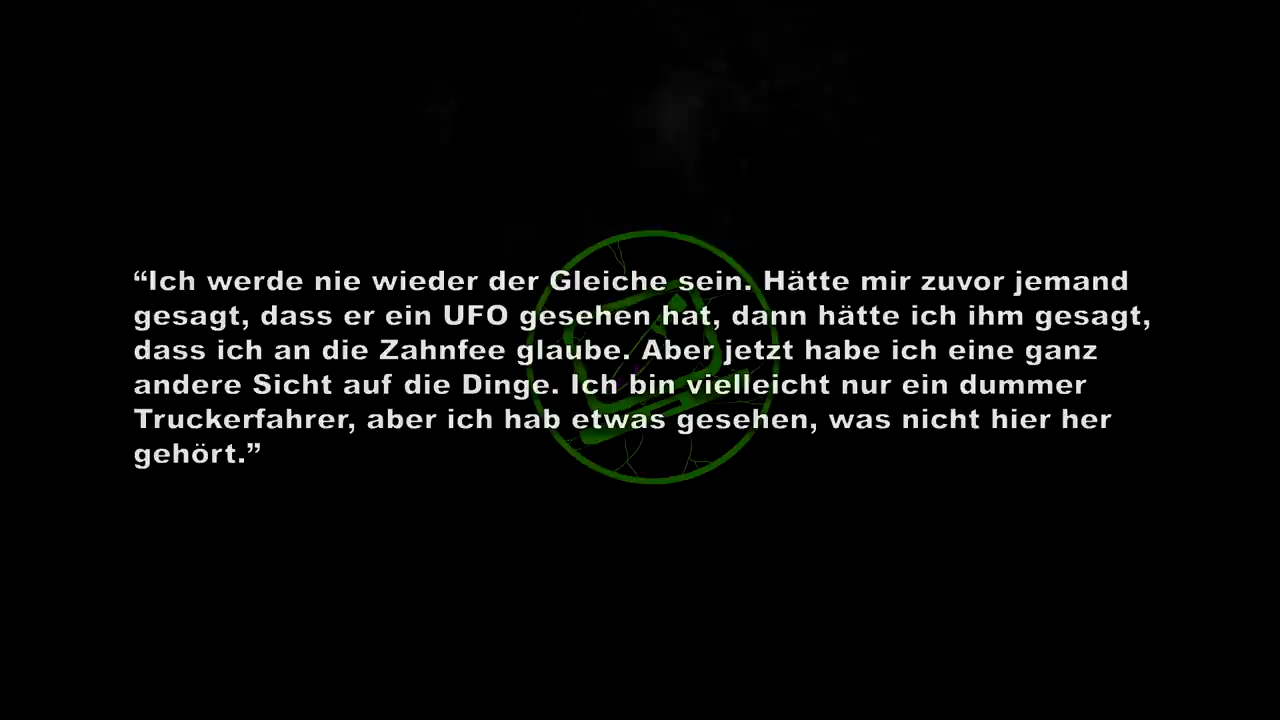 “Ich werde nie wieder der Gleiche sein. Hätte mir zuvor jemand
gesagt, dass er ein UFO gesehen hat, dann hätte ich ihm gesagt,
dass ich an die Zahnfee glaube. Aber jetzt habe ich eine ganz
andere Sicht auf die Dinge. Ich bin vielleicht nur ein dummer
Truckerfahrer, aber ich hab etwas gesehen, was nicht hier her
gehört.”